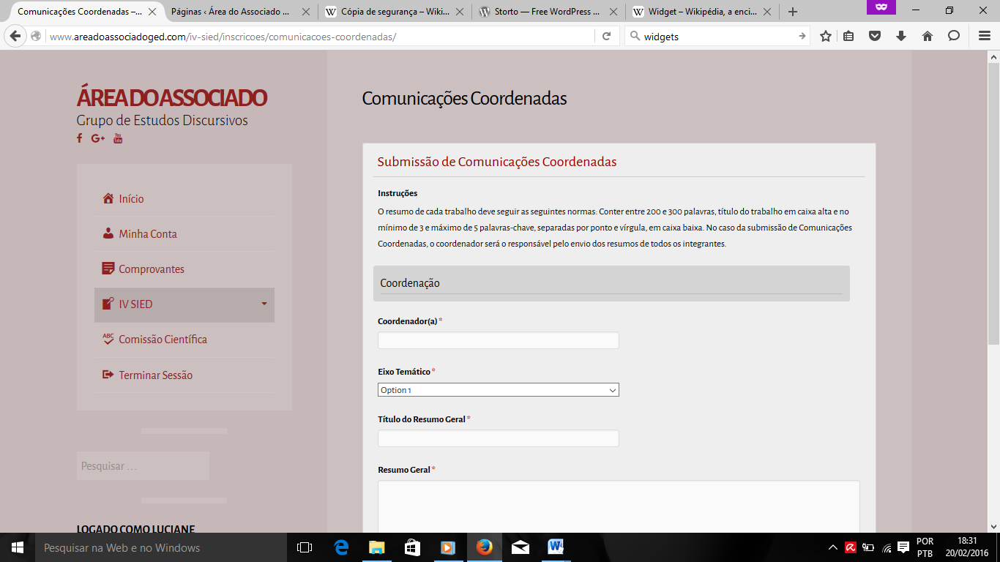 Comunicações Coordenadas –...
Páginas ‹ Área do Associado ...
Cópia de segurança – Wiki...
Storto — Free WordPress ...
Widget – Wikipédia, a enci...
www.areadoassociadoged.com/iv-sied/inscricoes/comunicacoes-coordenadas/
widgets
ÁREA DO ASSOCIADO
Grupo de Estudos Discursivos
Início
Minha Conta
Comprovantes
IV SIED
Comissão Científica
Terminar Sessão
Pesquisar ...
LOGADO COMO LUCIANE
Comunicações Coordenadas
Submissão de Comunicações Coordenadas
Instruções
O resumo de cada trabalho deve seguir as seguintes normas: Conter entre 200 e 300 palavras, título do trabalho em caixa alta e no
mínimo de 3 e máximo de 5 palavras-chave, separadas por ponto e vírgula, em caixa baixa. No caso da submissão de Comunicações
Coordenadas, o coordenador será o responsável pelo envio dos resumos de todos os integrantes.
Coordenação
Coordenador(a) *
Eixo Temático *
Option 1
Título do Resumo Geral *
Resumo Geral *
Pesquisar na Web e no Windows
POR
PTB
18:31
20/02/2016